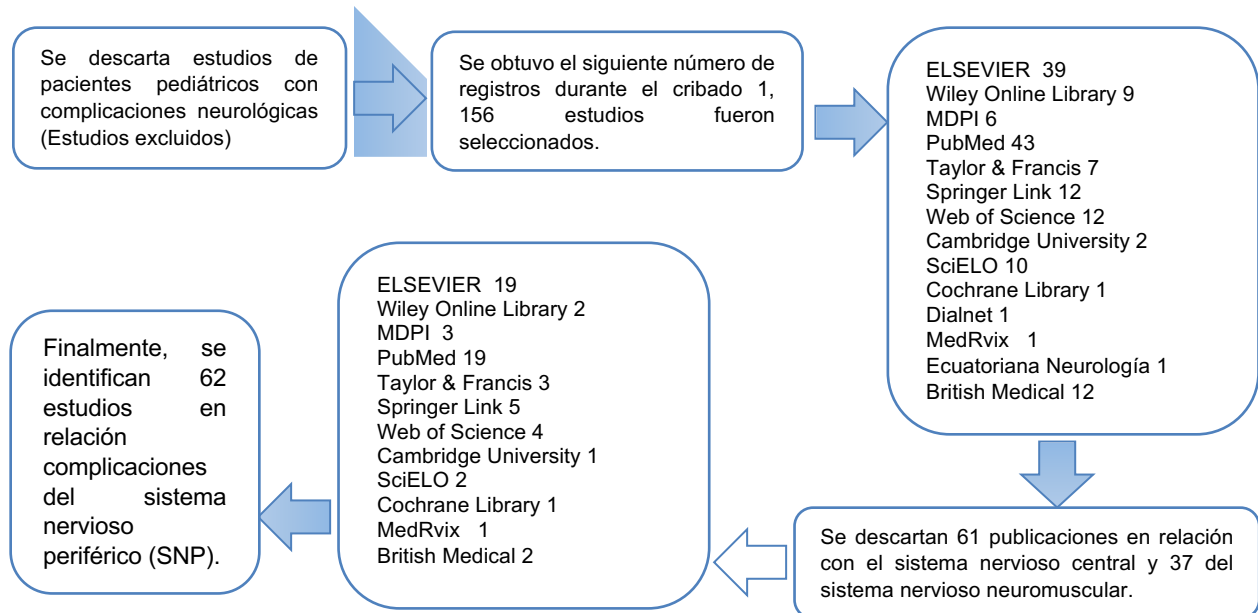 Se descarta estudios de
pacientes pediátricos con
complicaciones neurológicas
(Estudios excluidos)
Se obtuvo el siguiente número de
registros durante el cribado 1,
156 estudios fueron
seleccionados.
ELSEVIER 39
Wiley Online Library 9
MDPI 6
PubMed 43
Taylor & Francis 7
Springer Link 12
Web of Science 12
Cambridge University 2
SciELO 10
Cochrane Library 1
Dialnet 1
MedRvix 1
Ecuatoriana Neurología 1
British Medical 12
Se descartan 61 publicaciones en relación
con el sistema nervioso central y 37 del
sistema nervioso neuromuscular.
ELSEVIER 19
Wiley Online Library 2
MDPI 3
PubMed 19
Taylor & Francis 3
Springer Link 5
Web of Science 4
Cambridge University 1
SciELO 2
Cochrane Library 1
MedRvix 1
British Medical 2
Finalmente, se
identifican 62
estudios en
relación
complicaciones
del sistema
nervioso
periférico (SNP).